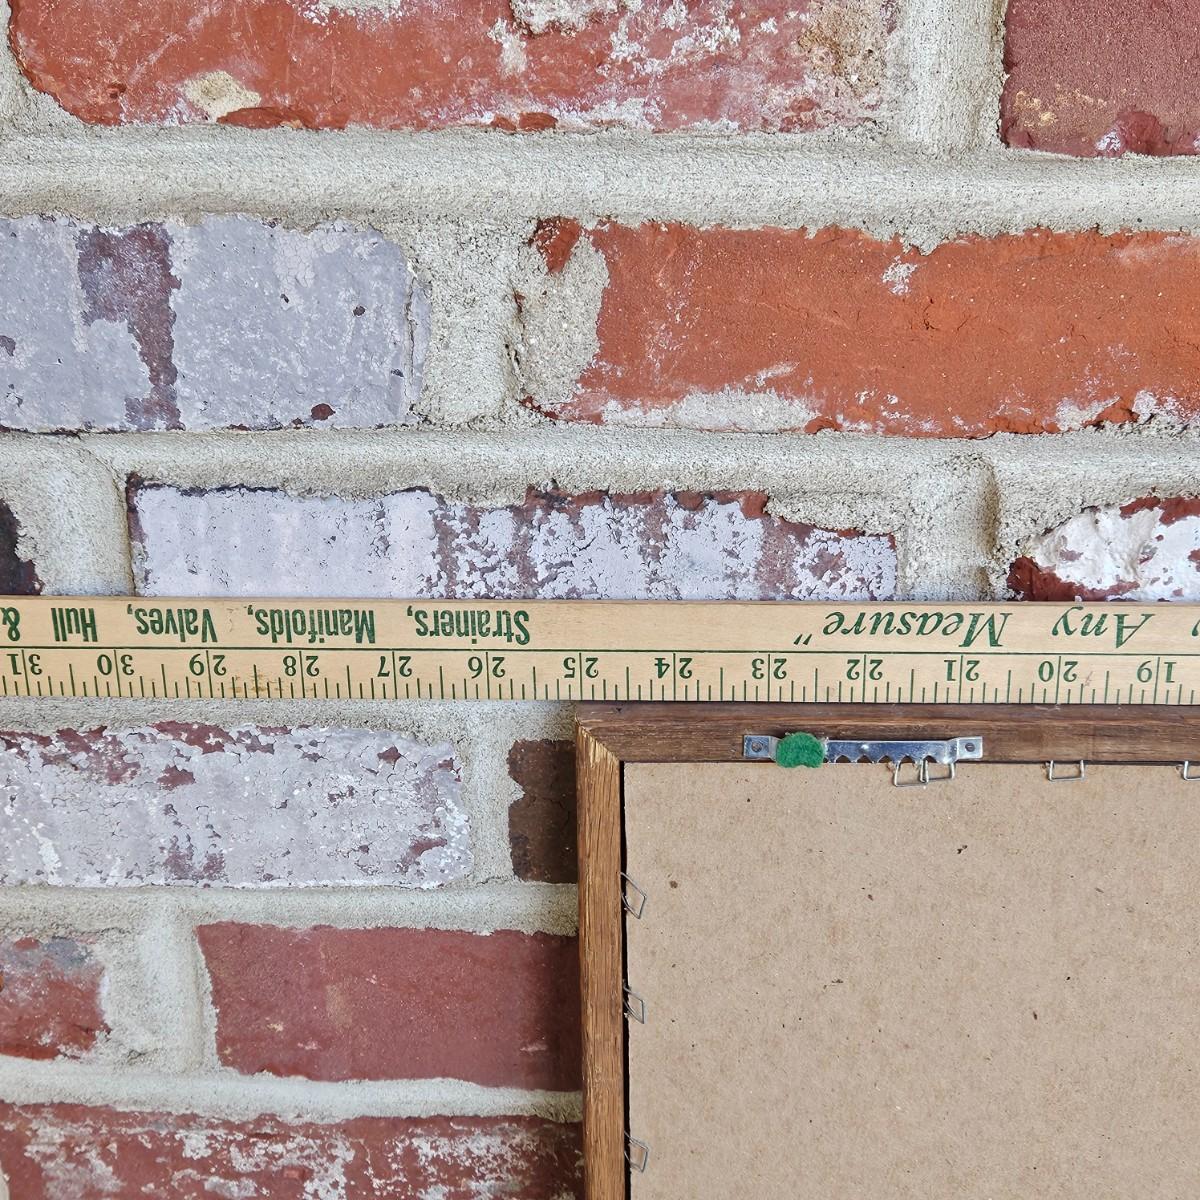 Any Measure" Strainers, Manifolds, Valves, Hull &
19 20 21 22 23 24 25 26 27 28 29 30 31